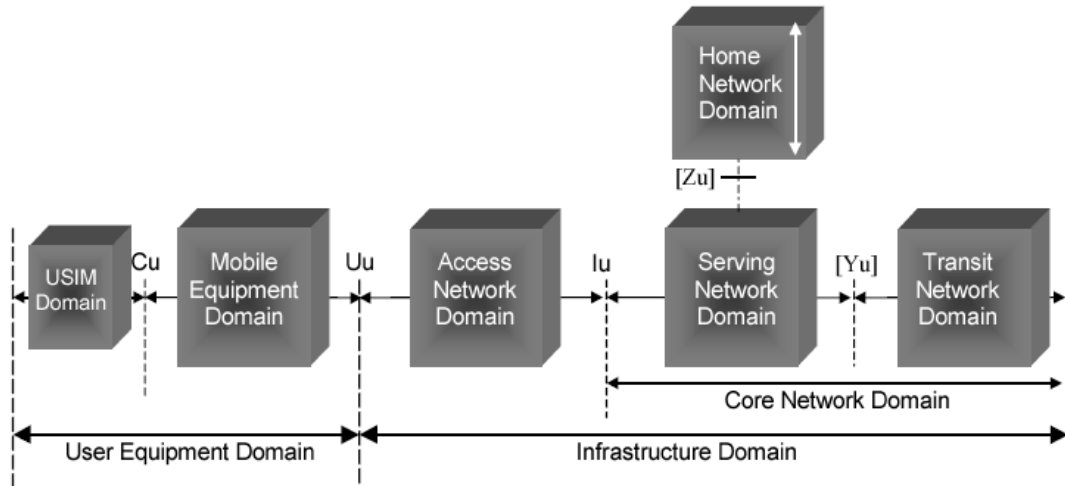 Home
Network
Domain
[Zu]
USIM
Domain
Cu
Mobile
Equipment
Domain
Uu
Access
Network
Domain
Iu
Serving
Network
Domain
[Yu]
Transit
Network
Domain
Core Network Domain
User Equipment Domain
Infrastructure Domain